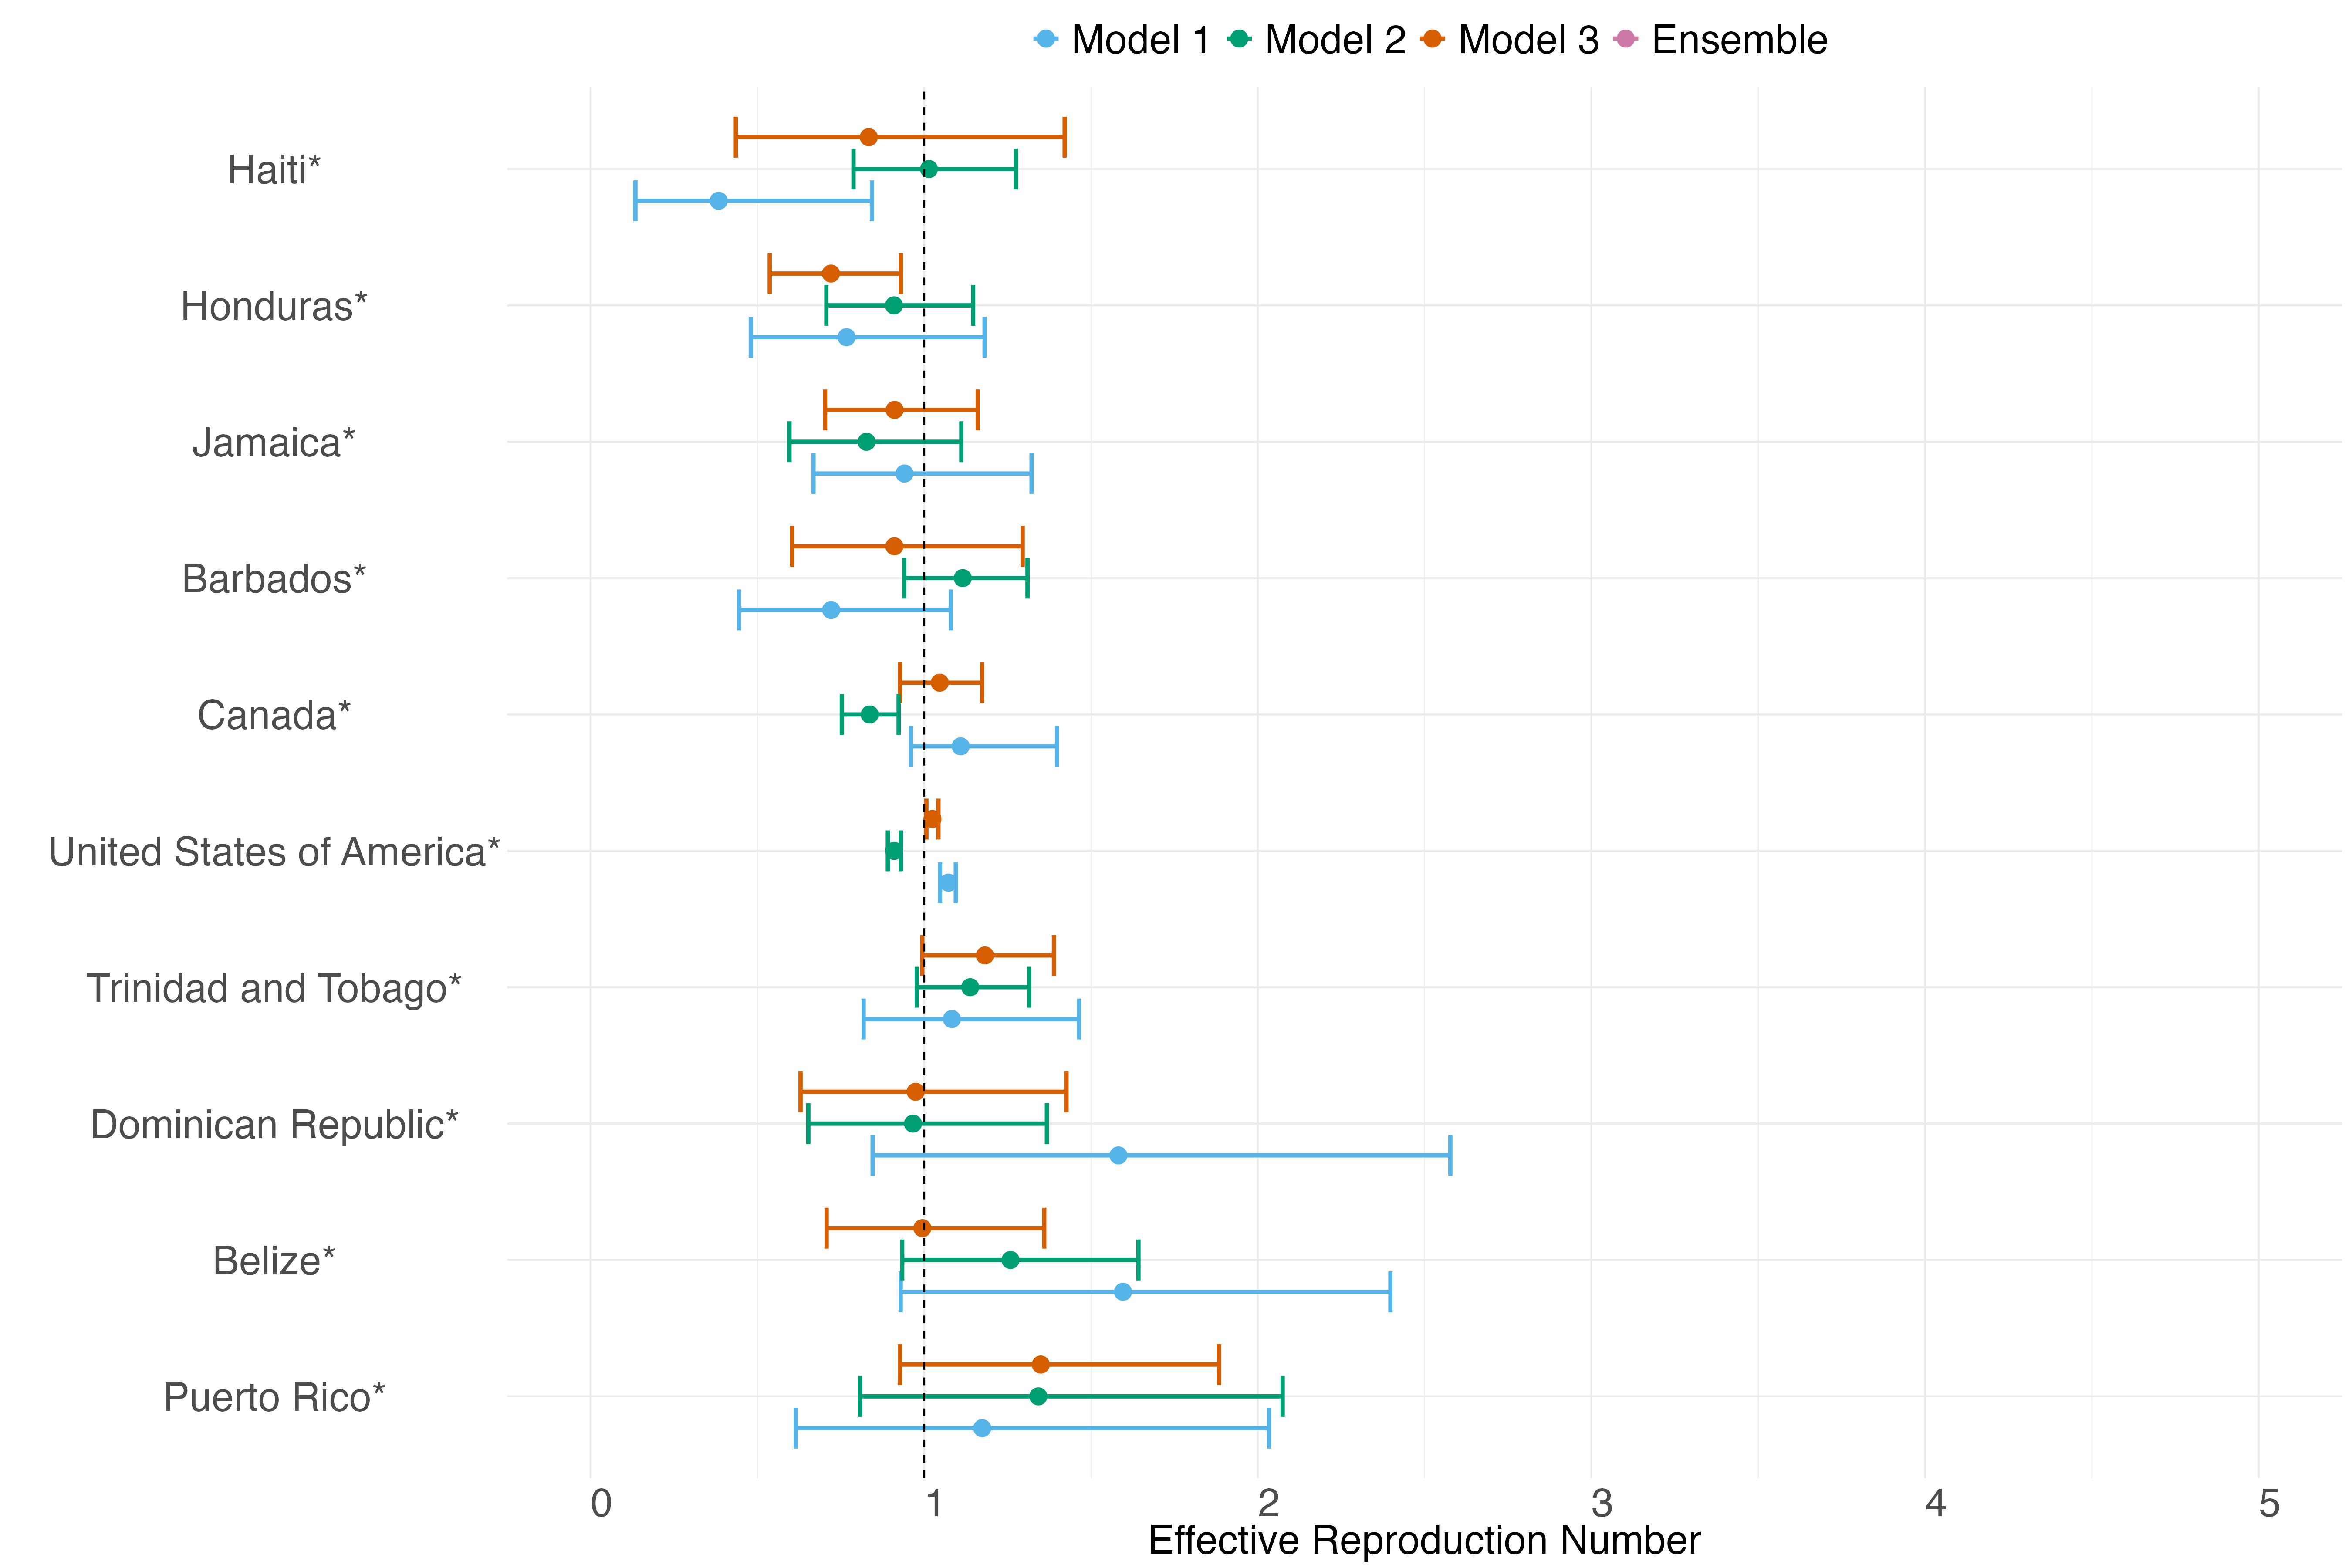 Model 1 Model 2 Model 3 Ensemble
Haiti*
Honduras*
Jamaica*
Barbados*
Canada*
United States of America*
Trinidad and Tobago*
Dominican Republic*
Belize*
Puerto Rico*
0 1 2 3 4 5
Effective Reproduction Number